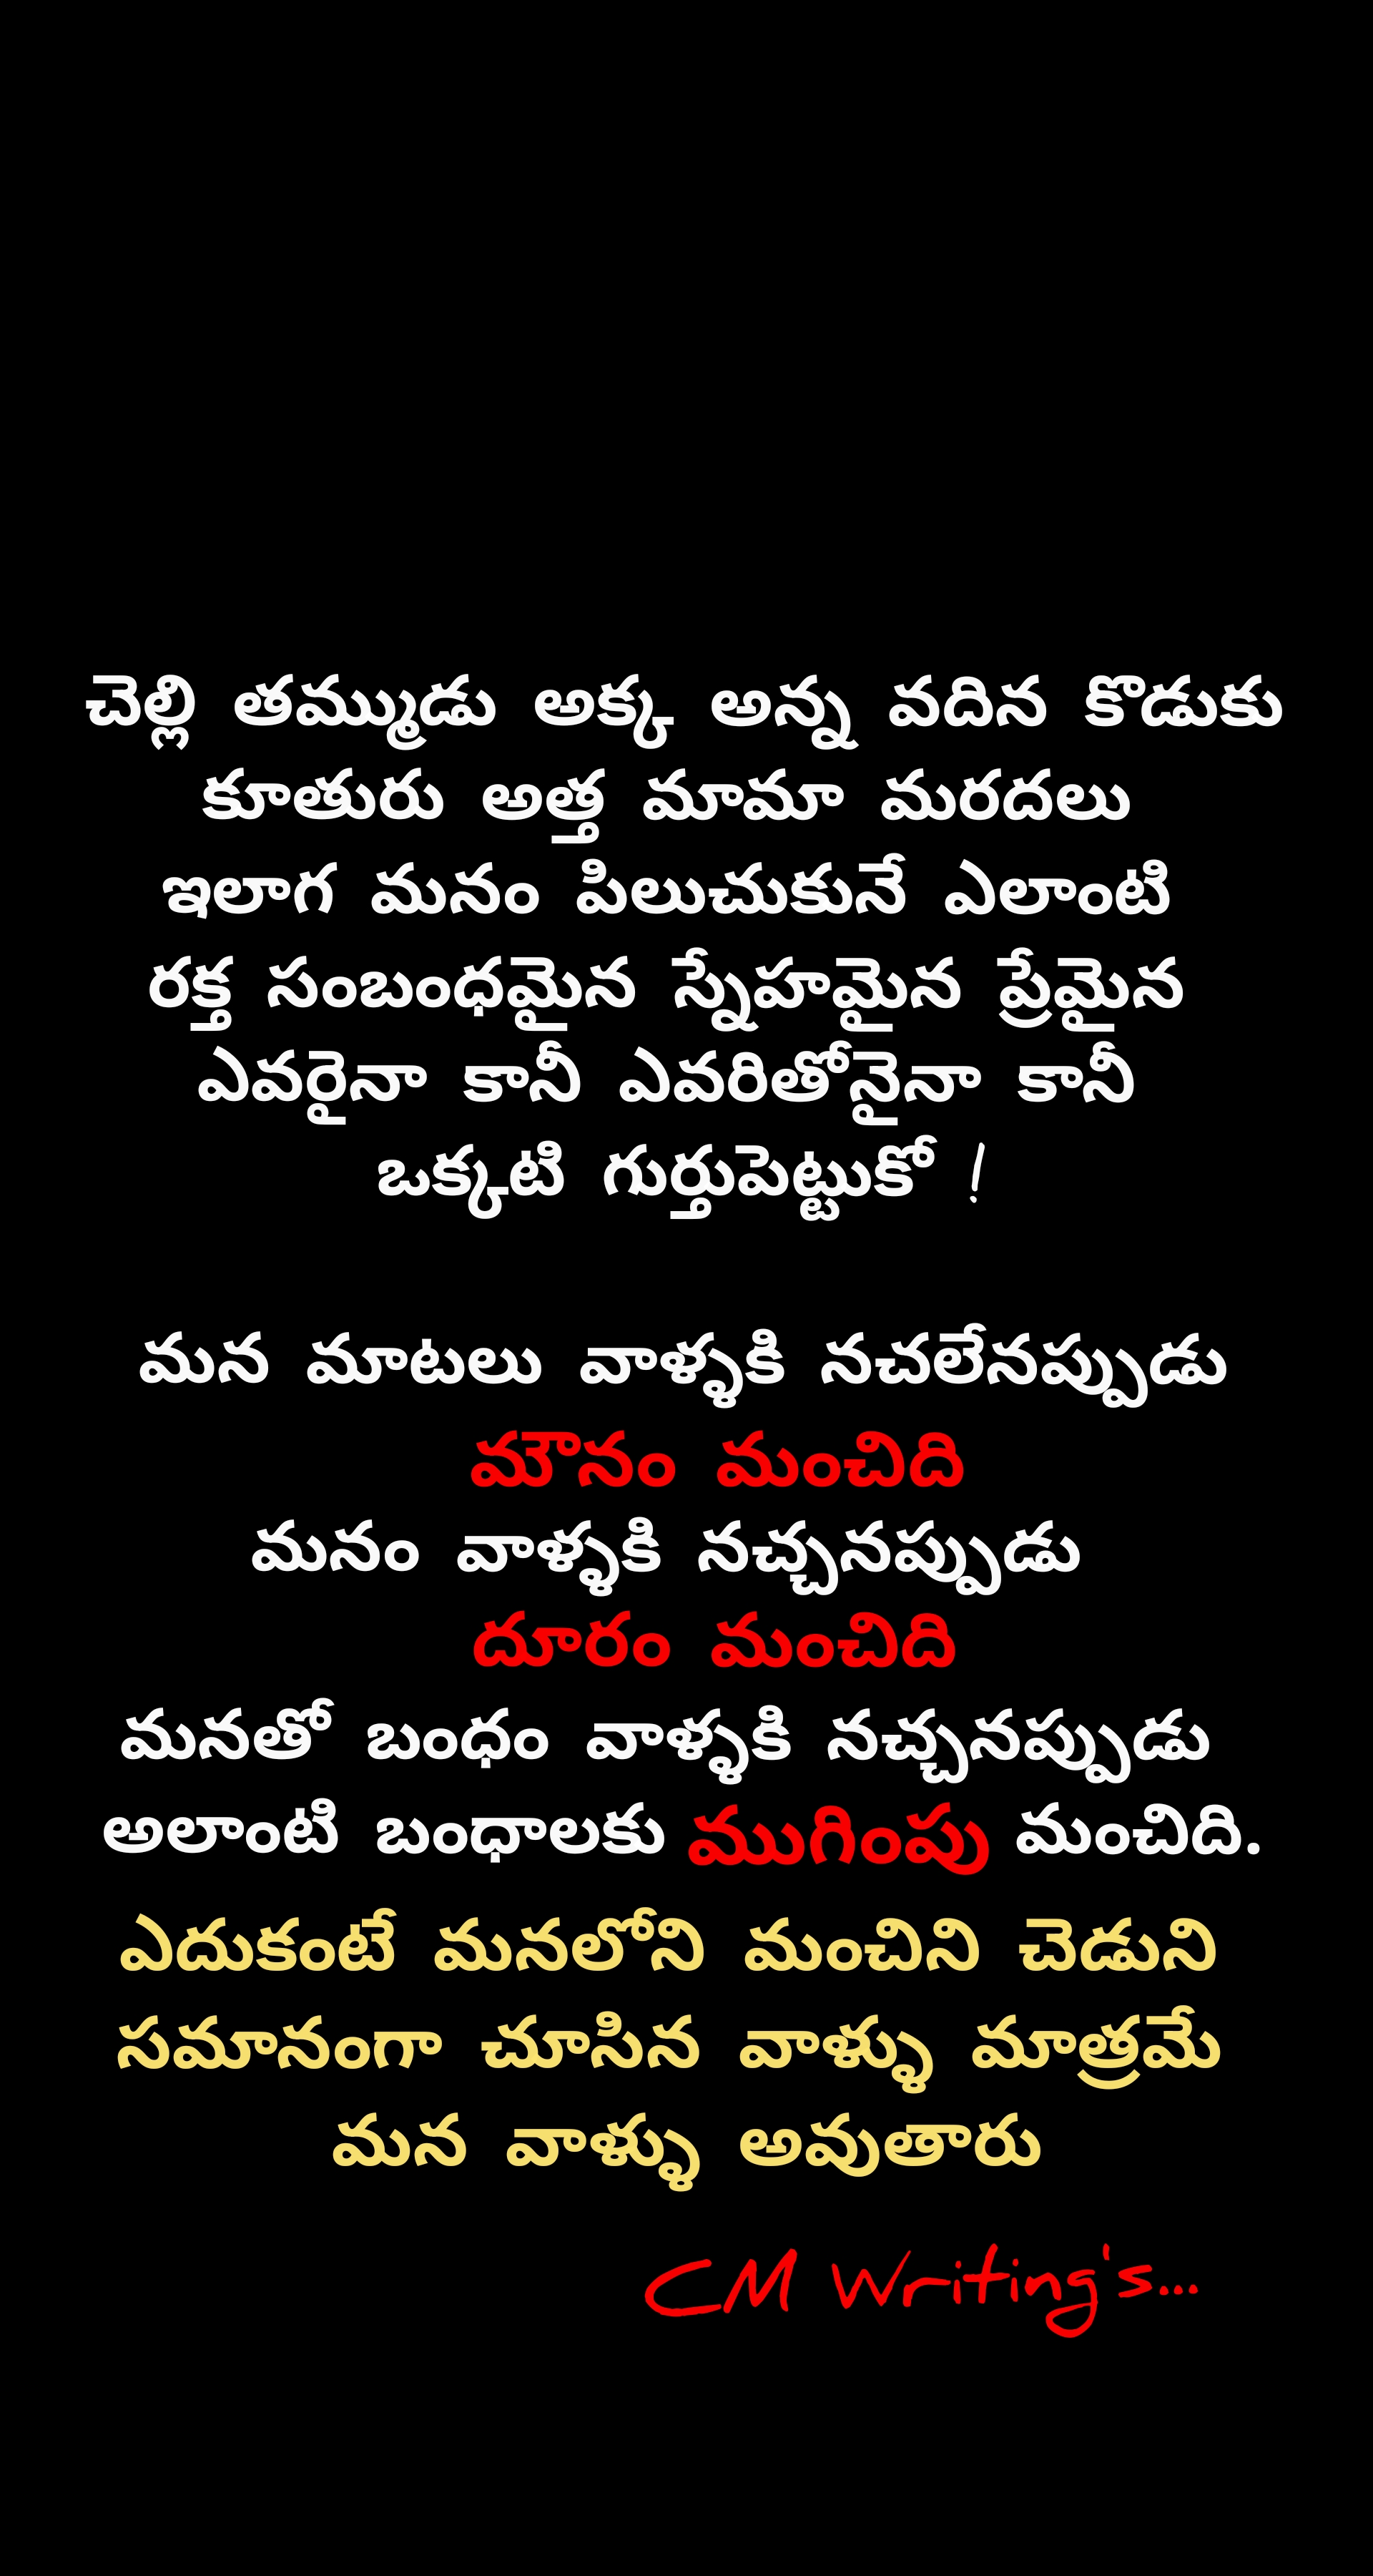 చెల్లి తమ్ముడు అక్క అన్న వదిన కొడుకు
కూతురు అత్త మామా మరదలు
ఇలాగ మనం పిలుచుకునే ఎలాంటి
రక్త సంబంధమైన స్నేహమైన ప్రేమైన
ఎవరైనా కానీ ఎవరితోనైనా కానీ
ఒక్కటి గుర్తుపెట్టుకో !
మన మాటలు వాళ్ళకి నచలేనప్పుడు
మౌనం మంచిది
మనం వాళ్ళకి నచ్చనప్పుడు
దూరం మంచిది
మనతో బంధం వాళ్ళకి నచ్చనప్పుడు
అలాంటి బంధాలకు ముగింపు మంచిది.
ఎదుకంటే మనలోని మంచిని చెడుని
సమానంగా చూసిన వాళ్ళు మాత్రమే
మన వాళ్ళు అవుతారు
CM Writing's...